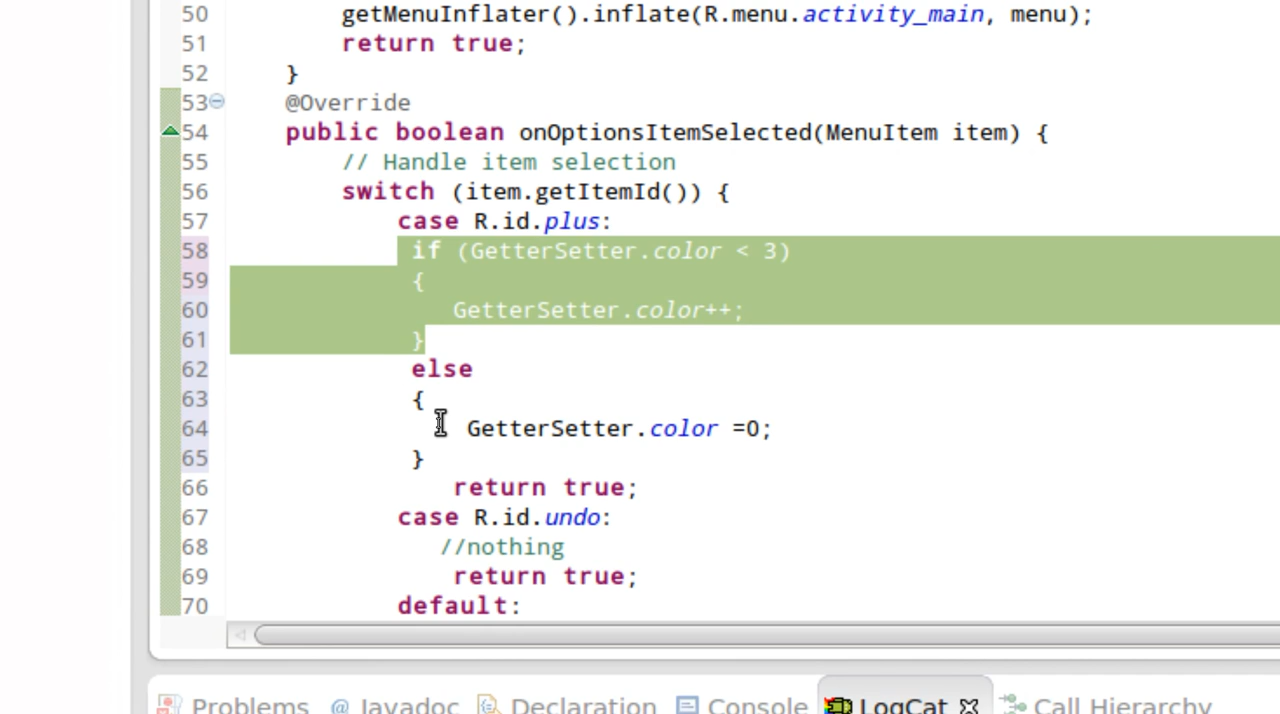 50 getMenuInflater().inflate(R.menu.activity_main, menu);
51 return true;
52 }
53 @Override
54 public boolean onOptionsItemSelected(MenuItem item) {
55 // Handle item selection
56 switch (item.getItemId()) {
57 case R.id.plus:
58 if (GetterSetter.color < 3)
59 {
60 GetterSetter.color++;
61 }
62 else
63 {
64 GetterSetter.color =0;
65 }
66 return true;
67 case R.id.undo:
68 //nothing
69 return true;
70 default:
Problems @ Javadoc Declaration Console LogCat Call Hierarchy